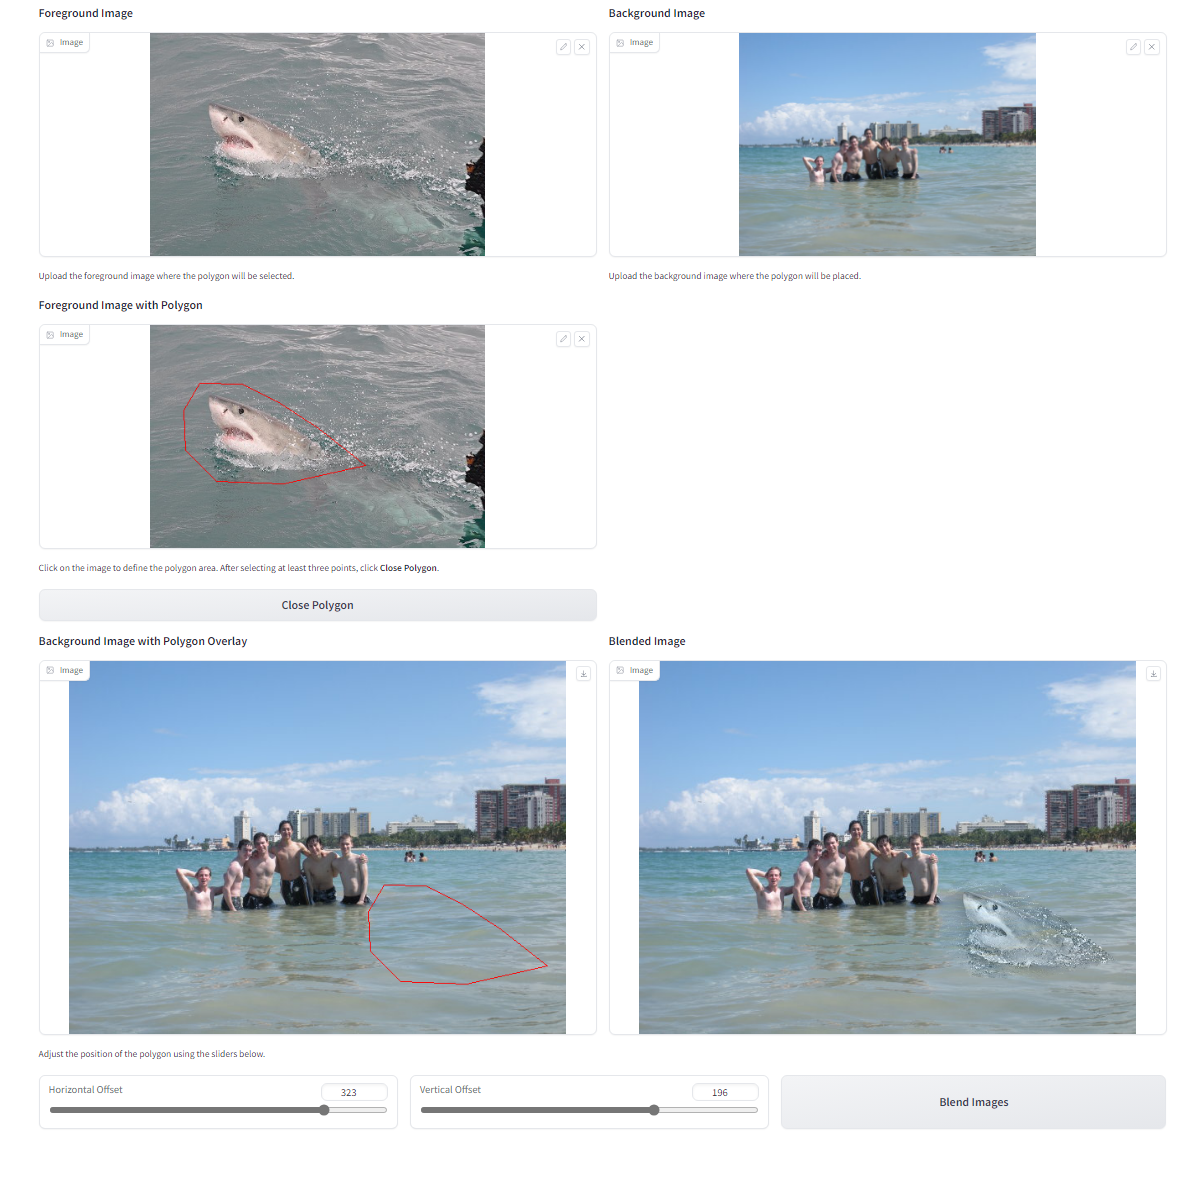 Foreground Image
Background Image
Image
Image
Upload the foreground image where the polygon will be selected.
Upload the background image where the polygon will be placed.
Foreground Image with Polygon
Image
Click on the image to define the polygon area. After selecting at least three points, click Close Polygon.
Close Polygon
Background Image with Polygon Overlay
Blended Image
Image
Image
Adjust the position of the polygon using the sliders below.
Horizontal Offset
323
Vertical Offset
196
Blend Images